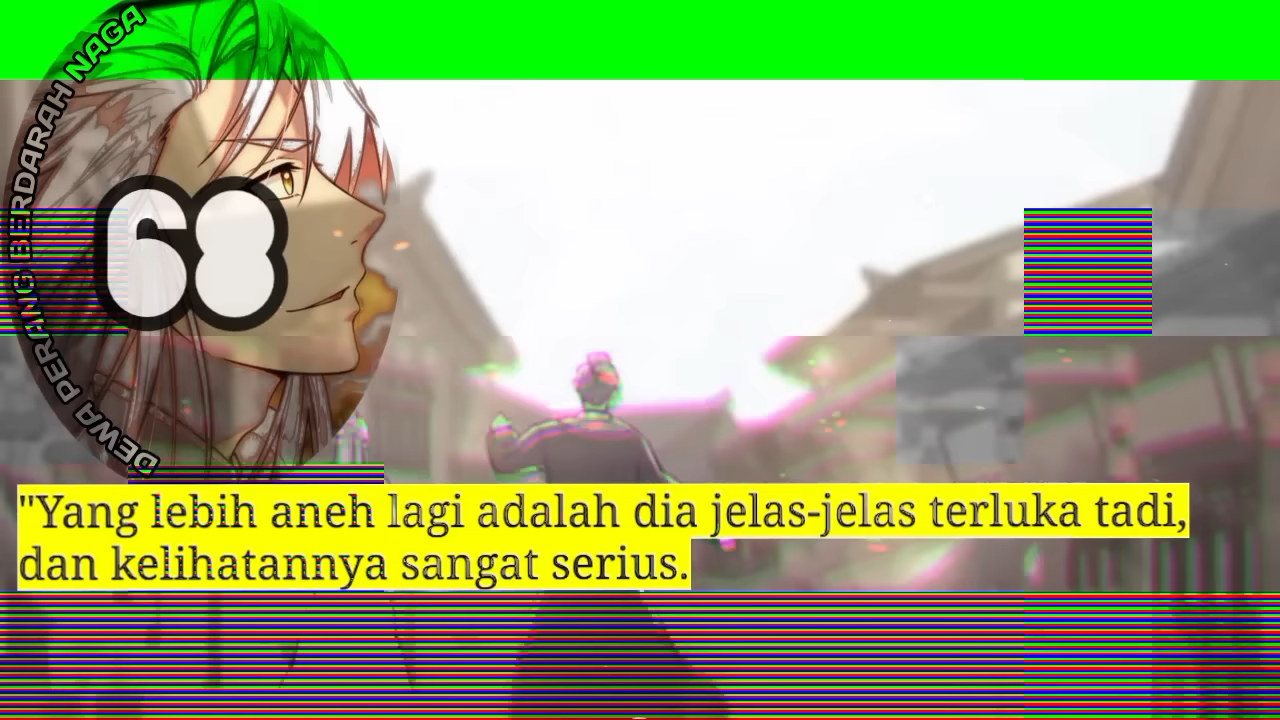 DEWA PERANG BERDARAH NAGA
68
"Yang lebih aneh lagi adalah dia jelas-jelas terluka tadi,
dan kelihatannya sangat serius.